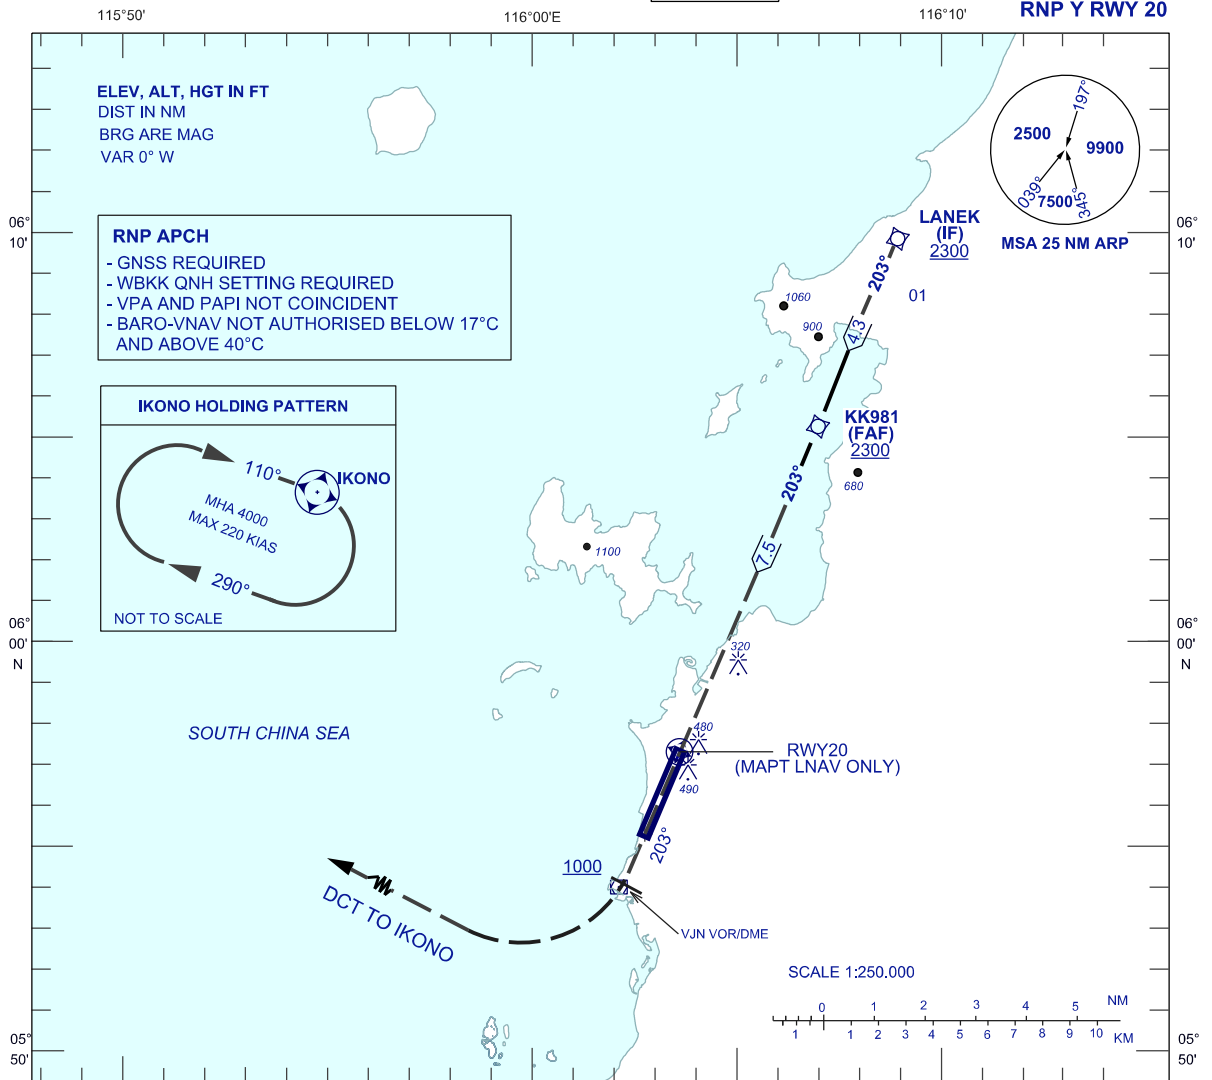 115°50'
116°00'E
116°10'
RNP Y RWY 20
ELEV, ALT, HGT IN FT
DIST IN NM
BRG ARE MAG
VAR 0° W
197°
2500
9900
039°
7500
345°
MSA 25 NM ARP
06°
10'
06°
10'
RNP APCH
- GNSS REQUIRED
- WBKK QNH SETTING REQUIRED
- VPA AND PAPI NOT COINCIDENT
- BARO-VNAV NOT AUTHORISED BELOW 17°C
AND ABOVE 40°C
LANEK
(IF)
2300
203°
01
1060
900
4.3
IKONO HOLDING PATTERN
110°
IKONO
MHA 4000
MAX 220 KIAS
290°
NOT TO SCALE
KK981
(FAF)
2300
680
203°
1100
7.5
06°
00'
N
06°
00'
N
320
SOUTH CHINA SEA
480
RWY20
(MAPT LNAV ONLY)
490
203°
1000
DCT TO IKONO
VJN VOR/DME
SCALE 1:250.000
0 1 2 3 4 5 NM
1 1 2 3 4 5 6 7 8 9 10 KM
05°
50'
05°
50'